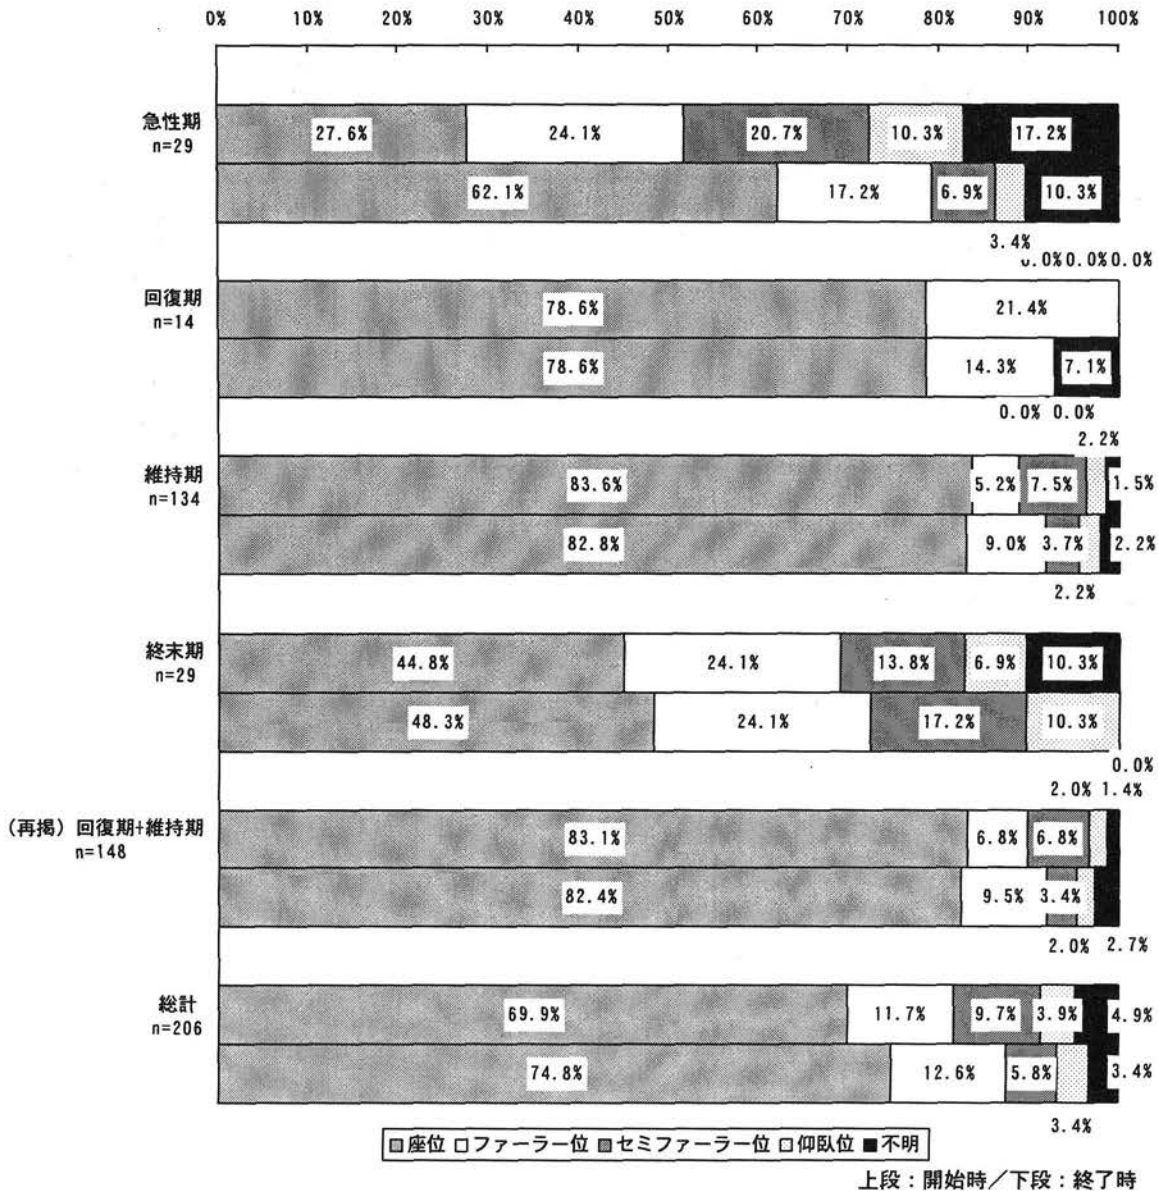 0% 10% 20% 30% 40% 50% 60% 70% 80% 90% 100%
急性期
n=29
27.6% 24.1% 20.7% 10.3% 17.2%
62.1% 17.2% 6.9% 10.3%
3.4%
0.0% 0.0% 0.0%
回復期
n=14
78.6% 21.4%
78.6% 14.3% 7.1%
0.0% 0.0%
2.2%
維持期
n=134
83.6% 5.2% 7.5% 1.5%
82.8% 9.0% 3.7% 2.2%
2.2%
終末期
n=29
44.8% 24.1% 13.8% 6.9% 10.3%
48.3% 24.1% 17.2% 10.3%
0.0%
2.0% 1.4%
(再掲) 回復期+維持期
n=148
83.1% 6.8% 6.8%
82.4% 9.5% 3.4%
2.0% 2.7%
総計
n=206
69.9% 11.7% 9.7% 3.9% 4.9%
74.8% 12.6% 5.8% 3.4%
3.4%
座位 ファーラー位 セミファーラー位 仰臥位 不明
上段：開始時／下段：終了時